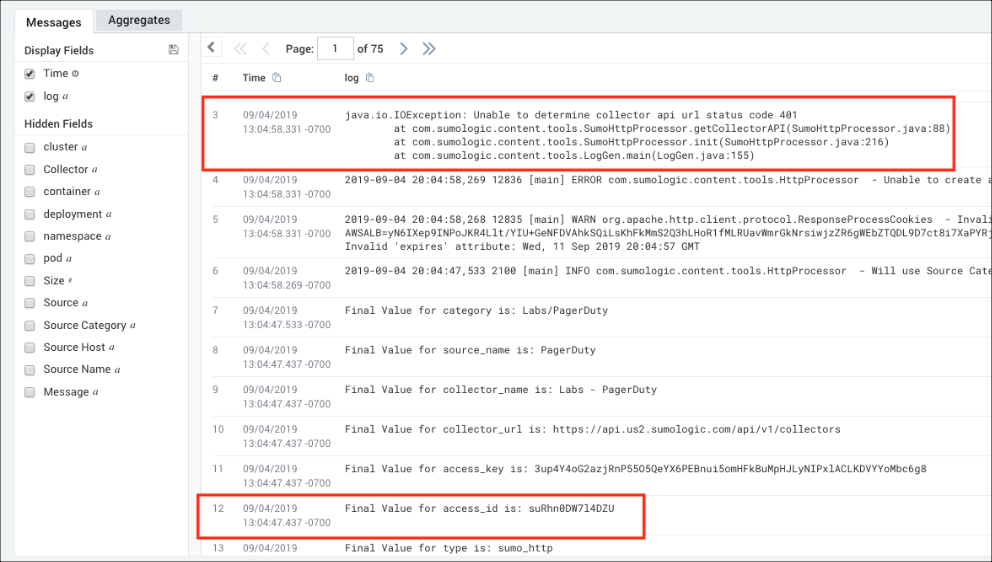 Messages
Aggregates
Display Fields
Time
log a
Hidden Fields
cluster a
Collector a
container a
deployment a
namespace a
pod a
Size #
Source a
Source Category a
Source Host a
Source Name a
Message a
Page: 1 of 75
# Time log
3 09/04/2019 java.io.IOException: Unable to determine collector api url status code 401
13:04:58.331 -0700 at com.sumologic.content.tools.SumoHttpProcessor.getCollectorAPI(SumoHttpProcessor.java:88)
at com.sumologic.content.tools.SumoHttpProcessor.init(SumoHttpProcessor.java:216)
at com.sumologic.content.tools.LogGen.main(LogGen.java:155)
4 09/04/2019 2019-09-04 20:04:58,269 12836 [main] ERROR com.sumologic.content.tools.HttpProcessor - Unable to create a
13:04:58.331 -0700
5 09/04/2019 2019-09-04 20:04:58,268 12835 [main] WARN org.apache.http.client.protocol.ResponseProcessCookies - Invali
13:04:58.331 -0700 AWSALB=yN6IXep9INPoJKR4Llt/YIU+GeNFDVAhkSQiLsKhFkMmS2Q3hLHoR1fMLRUavWmrGkNrsiwjzZR6gWEbZTQDL9D7ct8i7XaPYRj
Invalid 'expires' attribute: Wed, 11 Sep 2019 20:04:57 GMT
6 09/04/2019 2019-09-04 20:04:47,533 2100 [main] INFO com.sumologic.content.tools.HttpProcessor - Will use Source Cate
13:04:58.269 -0700
7 09/04/2019 Final Value for category is: Labs/PagerDuty
13:04:47.533 -0700
8 09/04/2019 Final Value for source_name is: PagerDuty
13:04:47.437 -0700
9 09/04/2019 Final Value for collector_name is: Labs - PagerDuty
13:04:47.437 -0700
10 09/04/2019 Final Value for collector_url is: https://api.us2.sumologic.com/api/v1/collectors
13:04:47.437 -0700
11 09/04/2019 Final Value for access_key is: 3up4Y4oG2azjRnP55O5QeYX6PEBnui5omHFkBuMpHJLyNIPxlACLKDVYYoMbc6g8
13:04:47.437 -0700
12 09/04/2019 Final Value for access_id is: suRhn0DW7l4DZU
13:04:47.437 -0700
13 09/04/2019 Final Value for type is: sumo_http